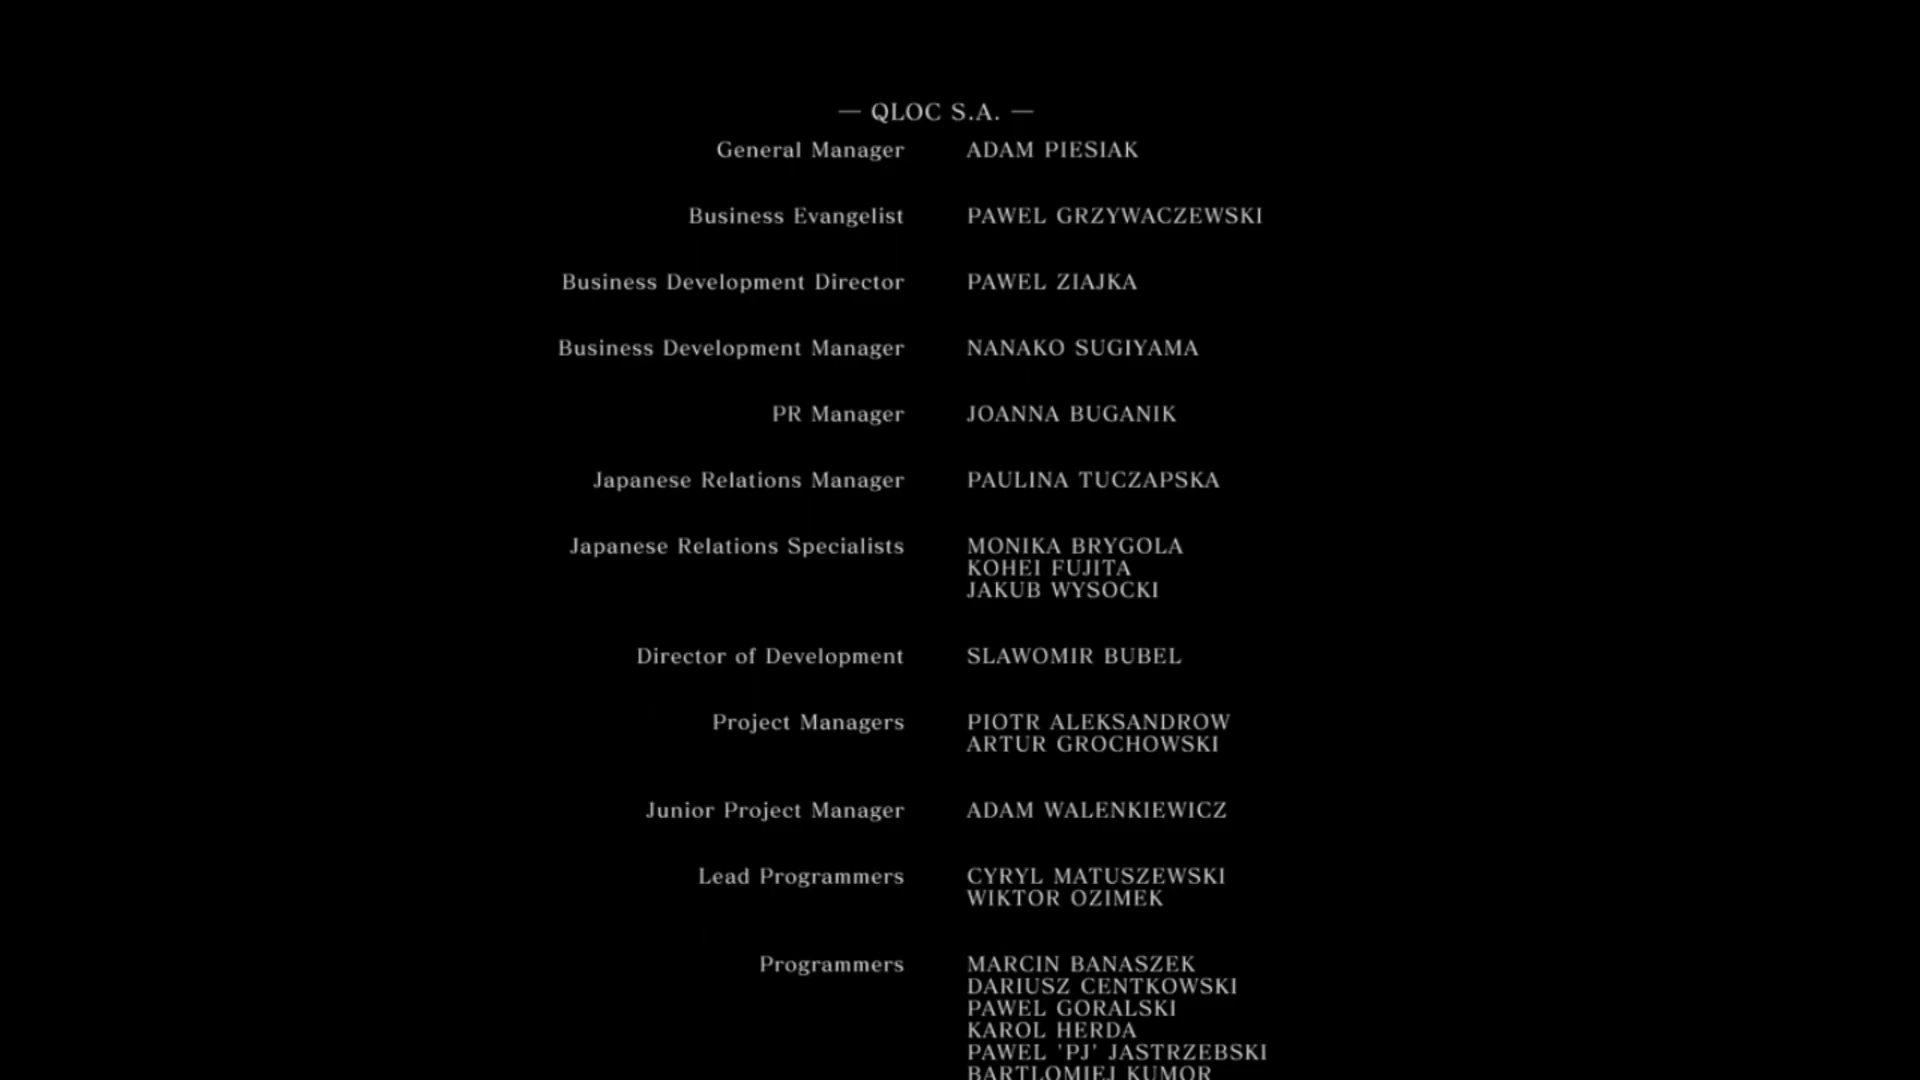 — QLOC S.A. —
General Manager ADAM PIESIAK
Business Evangelist PAWEL GRZYWACZEWSKI
Business Development Director PAWEL ZIAJKA
Business Development Manager NANAKO SUGIYAMA
PR Manager JOANNA BUGANIK
Japanese Relations Manager PAULINA TUCZAPSKA
Japanese Relations Specialists MONIKA BRYGOLA
KOHEI FUJITA
JAKUB WYSOCKI
Director of Development SLAWOMIR BUBEL
Project Managers PIOTR ALEKSANDROW
ARTUR GROCHOWSKI
Junior Project Manager ADAM WALENKIEWICZ
Lead Programmers CYRYL MATUSZEWSKI
WIKTOR OZIMEK
Programmers MARCIN BANASZEK
DARIUSZ CENTKOWSKI
PAWEL GORALSKI
KAROL HERDA
PAWEL 'PJ' JASTRZEBSKI
BARTLOMIEJ KUMOR